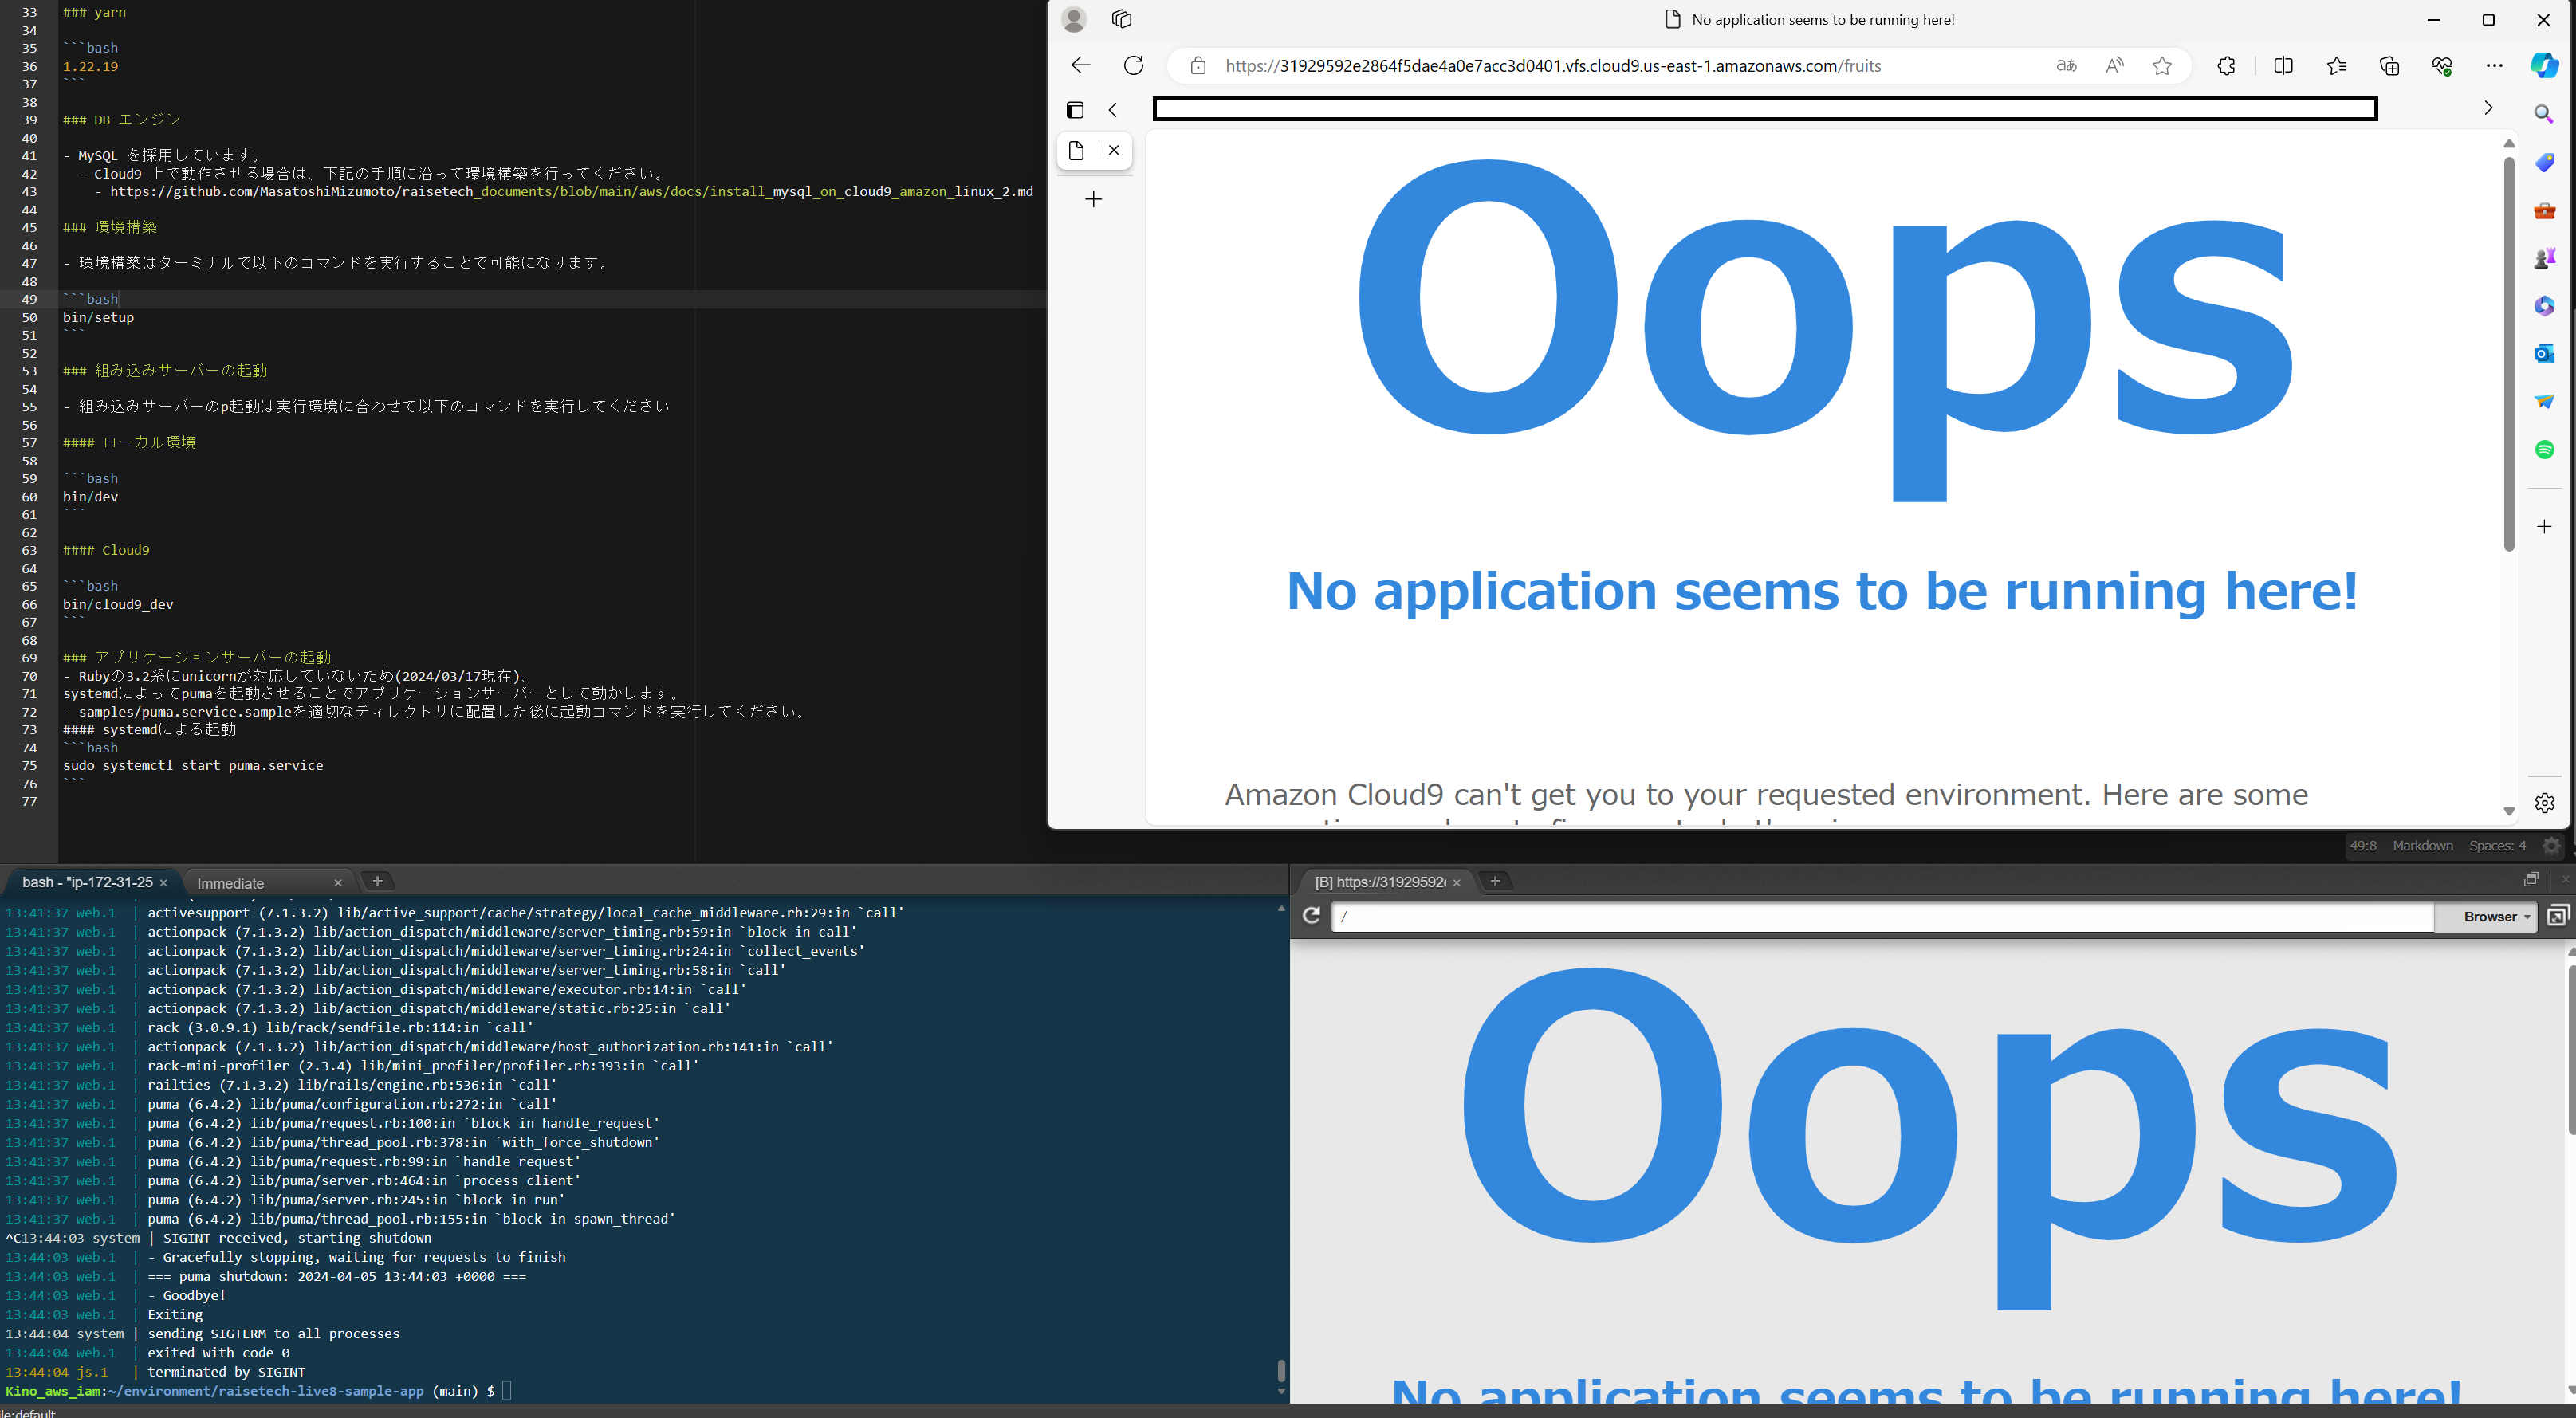 33 ### yarn
34
35 ```bash
36 1.22.19
37 ```
38
39 ### DB エンジン
40
41 - MySQL を採用しています。
42 - Cloud9 上で動作させる場合は、下記の手順に沿って環境構築を行ってください。
43 - https://github.com/MasatoshiMizumoto/raisetech_documents/blob/main/aws/docs/install_mysql_on_cloud9_amazon_linux_2.md
44
45 ### 環境構築
46
47 - 環境構築はターミナルで以下のコマンドを実行することで可能になります。
48
49 ```bash
50 bin/setup
51 ```
52
53 ### 組み込みサーバーの起動
54
55 - 組み込みサーバーのp起動は実行環境に合わせて以下のコマンドを実行してください
56
57 #### ローカル環境
58
59 ```bash
60 bin/dev
61 ```
62
63 #### Cloud9
64
65 ```bash
66 bin/cloud9_dev
67 ```
68
69 ### アプリケーションサーバーの起動
70 - Rubyの3.2系にunicornが対応していないため(2024/03/17現在)、
71 systemdによってpumaを起動させることでアプリケーションサーバーとして動かします。
72 - samples/puma.service.sampleを適切なディレクトリに配置した後に起動コマンドを実行してください。
73 #### systemdによる起動
74 ```bash
75 sudo systemctl start puma.service
76 ```
77
No application seems to be running here!
https://31929592e2864f5dae4a0e7acc3d0401.vfs.cloud9.us-east-1.amazonaws.com/fruits
Oops
No application seems to be running here!
Amazon Cloud9 can't get you to your requested environment. Here are some
49:8 Markdown Spaces: 4
bash - "ip-172-31-25 Immediate
13:41:37 web.1 | activesupport (7.1.3.2) lib/active_support/cache/strategy/local_cache_middleware.rb:29:in `call'
13:41:37 web.1 | actionpack (7.1.3.2) lib/action_dispatch/middleware/server_timing.rb:59:in `block in call'
13:41:37 web.1 | actionpack (7.1.3.2) lib/action_dispatch/middleware/server_timing.rb:24:in `collect_events'
13:41:37 web.1 | actionpack (7.1.3.2) lib/action_dispatch/middleware/server_timing.rb:58:in `call'
13:41:37 web.1 | actionpack (7.1.3.2) lib/action_dispatch/middleware/executor.rb:14:in `call'
13:41:37 web.1 | actionpack (7.1.3.2) lib/action_dispatch/middleware/static.rb:25:in `call'
13:41:37 web.1 | rack (3.0.9.1) lib/rack/sendfile.rb:114:in `call'
13:41:37 web.1 | actionpack (7.1.3.2) lib/action_dispatch/middleware/host_authorization.rb:141:in `call'
13:41:37 web.1 | rack-mini-profiler (2.3.4) lib/mini_profiler/profiler.rb:393:in `call'
13:41:37 web.1 | railties (7.1.3.2) lib/rails/engine.rb:536:in `call'
13:41:37 web.1 | puma (6.4.2) lib/puma/configuration.rb:272:in `call'
13:41:37 web.1 | puma (6.4.2) lib/puma/request.rb:100:in `block in handle_request'
13:41:37 web.1 | puma (6.4.2) lib/puma/thread_pool.rb:378:in `with_force_shutdown'
13:41:37 web.1 | puma (6.4.2) lib/puma/request.rb:99:in `handle_request'
13:41:37 web.1 | puma (6.4.2) lib/puma/server.rb:464:in `process_client'
13:41:37 web.1 | puma (6.4.2) lib/puma/server.rb:245:in `block in run'
13:41:37 web.1 | puma (6.4.2) lib/puma/thread_pool.rb:155:in `block in spawn_thread'
^C13:44:03 system | SIGINT received, starting shutdown
13:44:03 web.1 | - Gracefully stopping, waiting for requests to finish
13:44:03 web.1 | === puma shutdown: 2024-04-05 13:44:03 +0000 ===
13:44:03 web.1 | - Goodbye!
13:44:03 web.1 | Exiting
13:44:04 system | sending SIGTERM to all processes
13:44:04 web.1 | exited with code 0
13:44:04 js.1 | terminated by SIGINT
Kino_aws_iam:~/environment/raisetech-live8-sample-app (main) $
le:default
[B] https://31929592
/ Browser
Oops
No application seems to be running here!